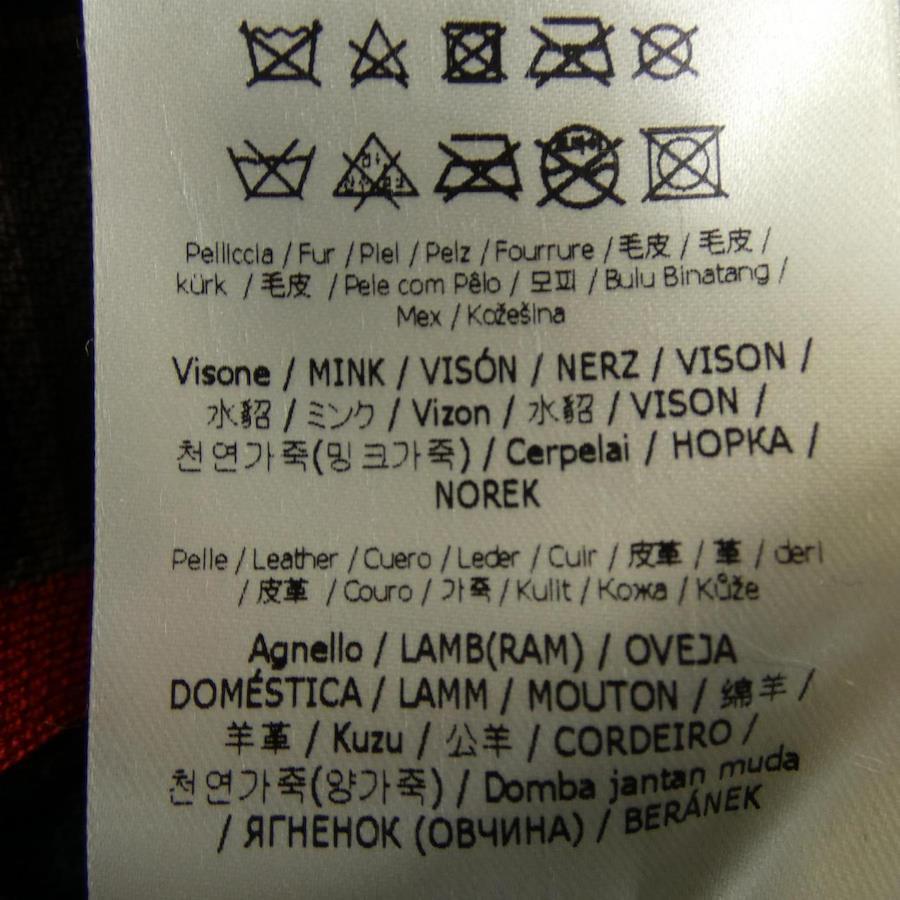 Pelliccia / Fur / Piel / Pelz / Fourrure / 毛皮 / 毛皮 /
kürk / 毛皮 / Pele com Pêlo / 모피 / Bulu Binatang /
Mex / Kožešina
Visone / MINK / VISÓN / NERZ / VISON /
水貂 / ミンク / Vizon / 水貂 / VISON /
천연가죽(밍크가죽) / Cerpelai / НОРКА /
NOREK
Pelle / Leather / Cuero / Leder / Cuir / 皮革 / 革 / deri
/ 皮革 / Couro / 가죽 / Kulit / Кожа / Kůže
Agnello / LAMB(RAM) / OVEJA
DOMÉSTICA / LAMM / MOUTON / 绵羊 /
羊革 / Kuzu / 公羊 / CORDEIRO /
천연가죽(양가죽) / Domba jantan muda
/ ЯГНЕНОК (ОВЧИНА) / BERÁNEK